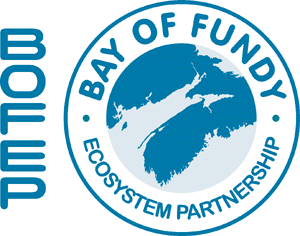 BOFEP
BAY OF FUNDY
ECOSYSTEM PARTNERSHIP